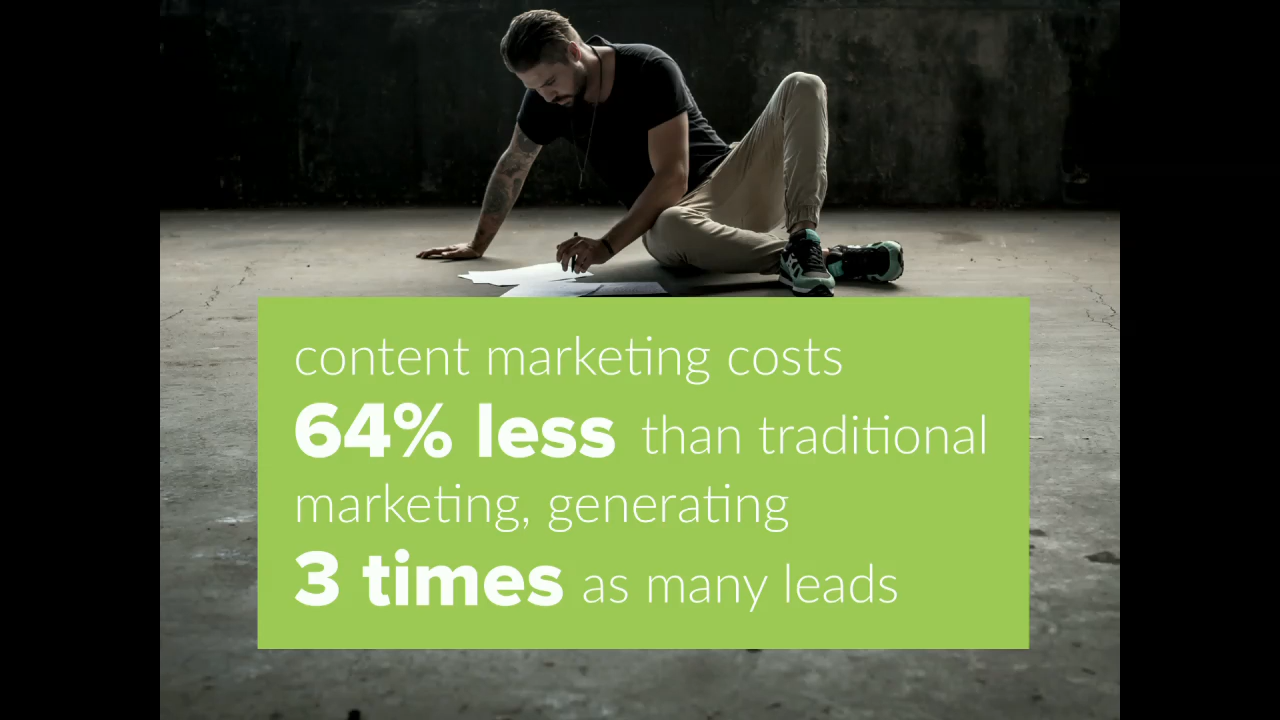 content marketing costs
64% less than traditional
marketing, generating
3 times as many leads